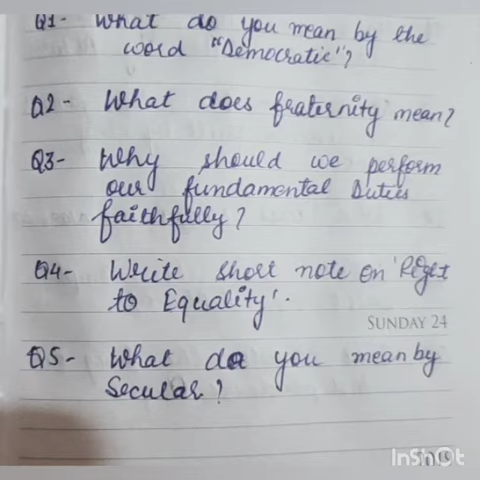 Q1- What do you mean by the
word "Democratic"?
Q2- What does fraternity mean?
Q3- Why should we perform
our fundamental Duties
faithfully?
Q4- Write short note on 'Right
to Equality'.
SUNDAY 24
Q5- What do you mean by
Secular?
InShot